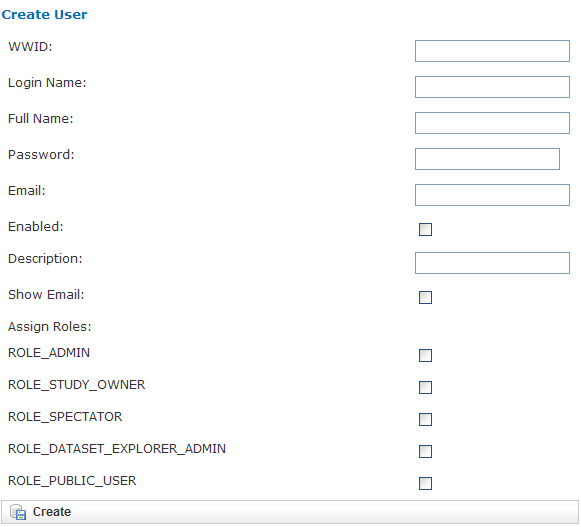 Create User
WWID:
Login Name:
Full Name:
Password:
Email:
Enabled:
Description:
Show Email:
Assign Roles:
ROLE_ADMIN
ROLE_STUDY_OWNER
ROLE_SPECTATOR
ROLE_DATASET_EXPLORER_ADMIN
ROLE_PUBLIC_USER
Create